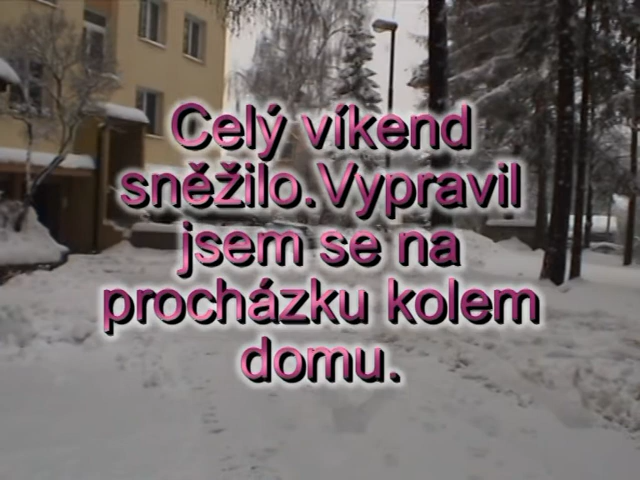 Celý víkend
sněžilo.Vypravil
jsem se na
procházku kolem
domu.